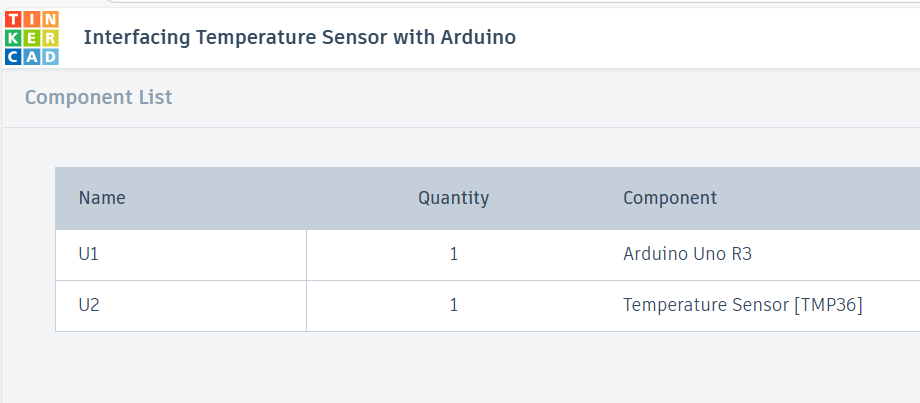 TIN
KER
CAD
Interfacing Temperature Sensor with Arduino
Component List
Name Quantity Component
U1 1 Arduino Uno R3
U2 1 Temperature Sensor [TMP36]